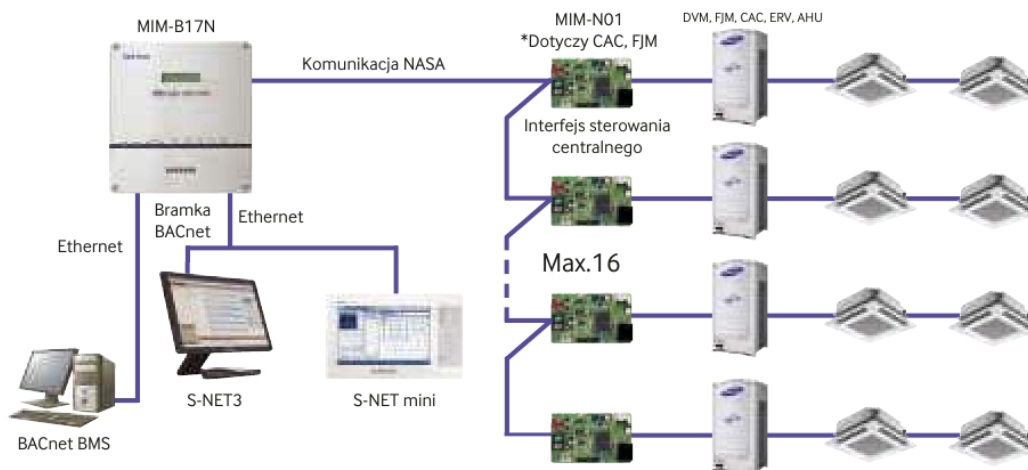 MIM-B17N
MIM-N01
*Dotyczy CAC, FJM
DVM, FJM, CAC, ERV, AHU
Komunikacja NASA
Interfejs sterowania
centralnego
Bramka
BACnet
Ethernet
Ethernet
Max.16
S-NET3
S-NET mini
BACnet BMS